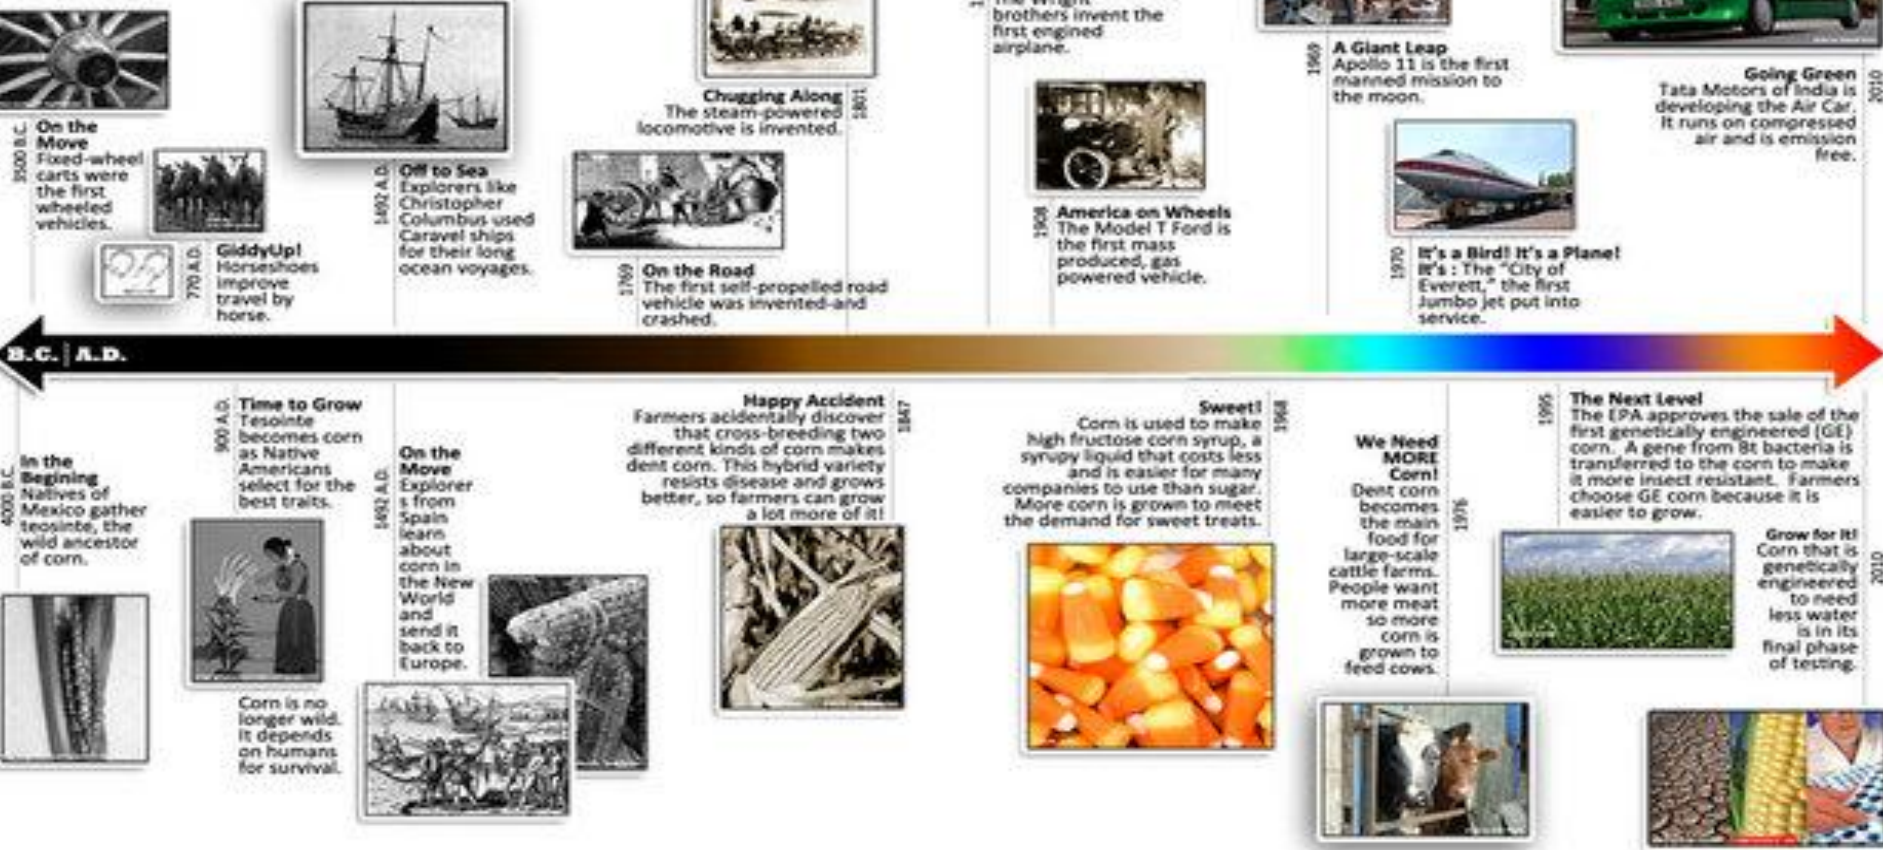 3500 B.C.
On the
Move
Fixed-wheel
carts were
the first
wheeled
vehicles.
770 A.D.
GiddyUp!
Horseshoes
improve
travel by
horse.
1492 A.D.
Off to Sea
Explorers like
Christopher
Columbus used
Caravel ships
for their long
ocean voyages.
1769
On the Road
The first self-propelled road
vehicle was invented-and
crashed.
Chugging Along
The steam-powered
locomotive is invented.
1801
The Wright
brothers invent the
first engined
airplane.
1908
America on Wheels
The Model T Ford is
the first mass
produced, gas
powered vehicle.
1969
A Giant Leap
Apollo 11 is the first
manned mission to
the moon.
1970
It's a Bird! It's a Plane!
It's : The "City of
Everett," the first
Jumbo jet put into
service.
Going Green
Tata Motors of India is
developing the Air Car.
It runs on compressed
air and is emission
free.
2010
B.C. | A.D.
4000 B.C.
In the
Begining
Natives of
Mexico gather
teosinte, the
wild ancestor
of corn.
900 A.D.
Time to Grow
Tesointe
becomes corn
as Native
Americans
select for the
best traits.
Corn is no
longer wild.
It depends
on humans
for survival.
1492 A.D.
On the
Move
Explorer
s from
Spain
learn
about
corn in
the New
World
and
send it
back to
Europe.
Happy Accident
Farmers acidentally discover
that cross-breeding two
different kinds of corn makes
dent corn. This hybrid variety
resists disease and grows
better, so farmers can grow
a lot more of it!
1847
Sweet!
Corn is used to make
high fructose corn syrup, a
syrupy liquid that costs less
and is easier for many
companies to use than sugar.
More corn is grown to meet
the demand for sweet treats.
1968
We Need
MORE
Corn!
Dent corn
becomes
the main
food for
large-scale
cattle farms.
People want
more meat
so more
corn is
grown to
feed cows.
1976
1995
The Next Level
The EPA approves the sale of the
first genetically engineered (GE)
corn. A gene from Bt bacteria is
transferred to the corn to make
it more insect resistant. Farmers
choose GE corn because it is
easier to grow.
Grow for It!
Corn that is
genetically
engineered
to need
less water
is in its
final phase
of testing.
2010